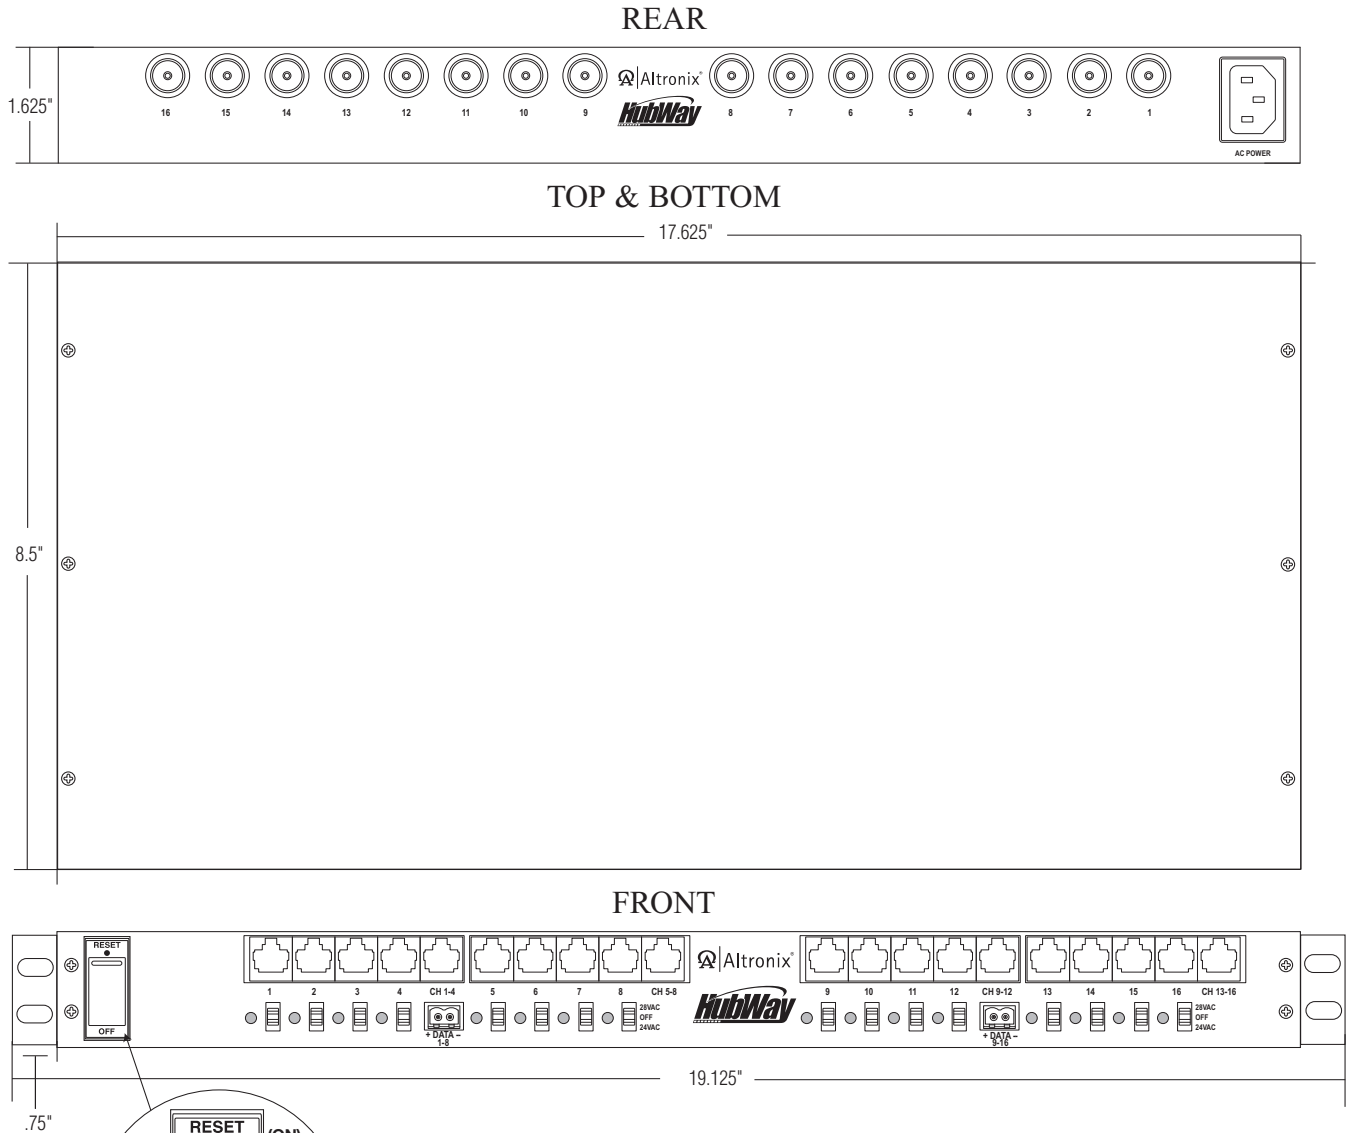 REAR
1.625"
Altronix®
HubWay
16 15 14 13 12 11 10 9 8 7 6 5 4 3 2 1
AC POWER
TOP & BOTTOM
17.625"
8.5"
FRONT
RESET
OFF
Altronix®
HubWay
1 2 3 4 CH 1-4 5 6 7 8 CH 5-8
9 10 11 12 CH 9-12 13 14 15 16 CH 13-16
28VAC
OFF
24VAC
28VAC
OFF
24VAC
+ DATA –
1-8
+ DATA –
9-16
19.125"
.75"
RESET
(ON)